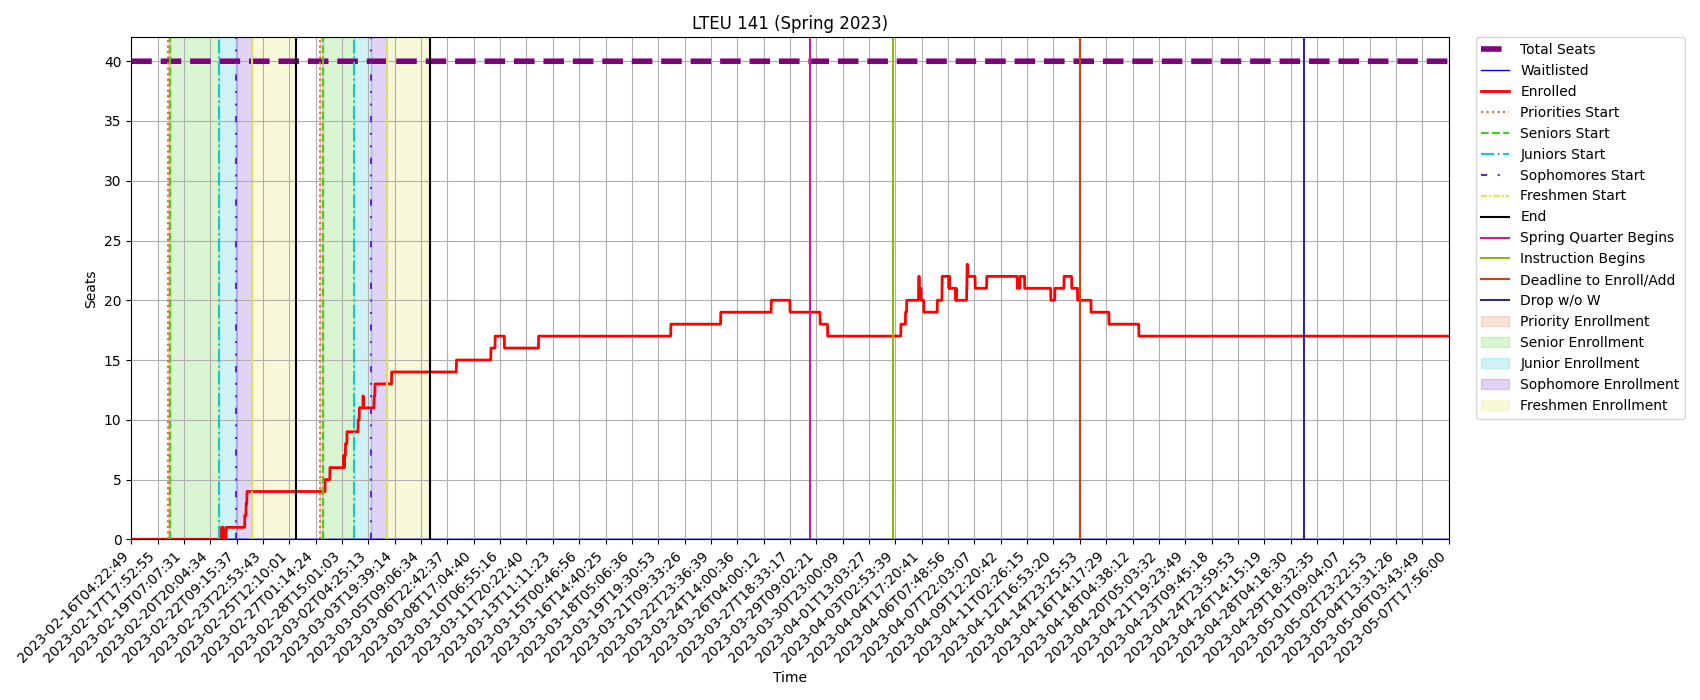 LTEU 141 (Spring 2023)
40
35
30
25
20
15
10
5
0
Seats
2023-02-16T04:22:49
2023-02-17T17:52:55
2023-02-19T07:07:31
2023-02-20T20:04:34
2023-02-22T09:15:37
2023-02-23T22:53:43
2023-02-25T12:10:01
2023-02-27T01:14:24
2023-02-28T15:01:03
2023-03-02T04:25:13
2023-03-03T19:39:14
2023-03-05T09:06:34
2023-03-06T22:42:37
2023-03-08T17:04:40
2023-03-10T06:55:16
2023-03-11T20:22:40
2023-03-13T11:11:23
2023-03-15T00:46:56
2023-03-16T14:40:25
2023-03-18T05:06:36
2023-03-19T19:30:53
2023-03-21T09:33:26
2023-03-22T23:36:39
2023-03-24T14:00:36
2023-03-26T04:00:12
2023-03-27T18:33:17
2023-03-29T09:02:21
2023-03-30T23:00:09
2023-04-01T13:03:27
2023-04-03T02:53:39
2023-04-04T17:20:41
2023-04-06T07:48:56
2023-04-07T22:03:07
2023-04-09T12:20:42
2023-04-11T02:26:15
2023-04-12T16:53:20
2023-04-14T23:25:53
2023-04-16T14:17:29
2023-04-18T04:38:12
2023-04-20T05:03:32
2023-04-21T19:23:49
2023-04-23T09:45:18
2023-04-24T23:59:53
2023-04-26T14:15:19
2023-04-28T04:18:30
2023-04-29T18:32:35
2023-05-01T09:04:07
2023-05-02T23:22:53
2023-05-04T13:31:26
2023-05-06T03:43:49
2023-05-07T17:56:00
Time
Total Seats
Waitlisted
Enrolled
Priorities Start
Seniors Start
Juniors Start
Sophomores Start
Freshmen Start
End
Spring Quarter Begins
Instruction Begins
Deadline to Enroll/Add
Drop w/o W
Priority Enrollment
Senior Enrollment
Junior Enrollment
Sophomore Enrollment
Freshmen Enrollment